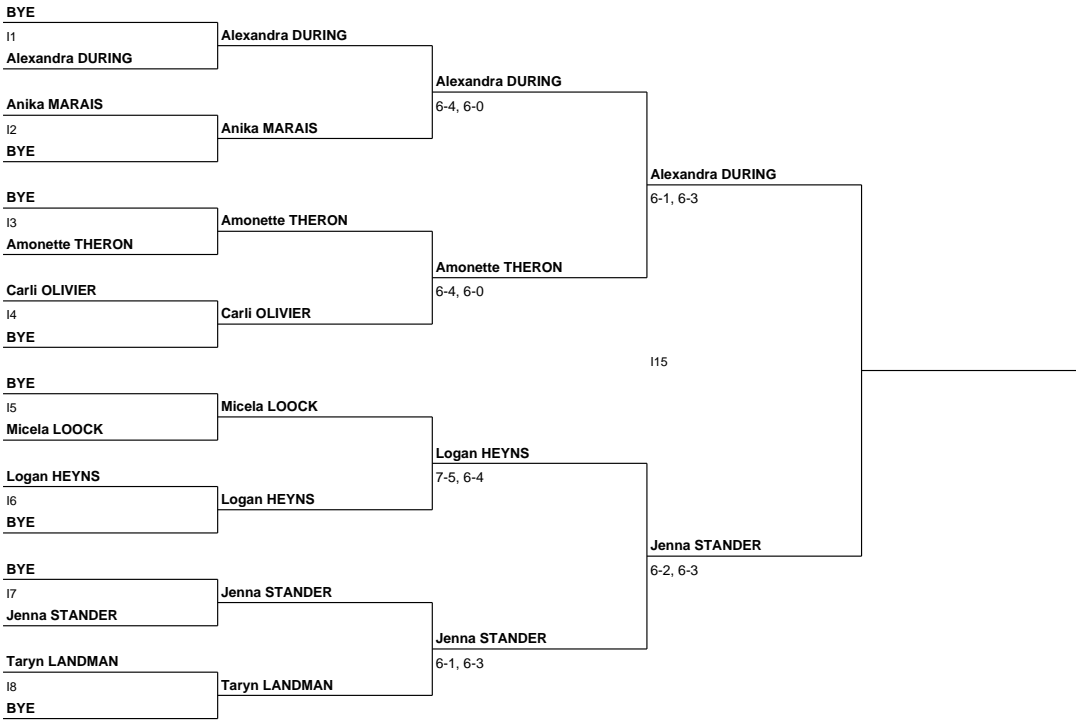 BYE
I1
Alexandra DURING
Anika MARAIS
I2
BYE
BYE
I3
Amonette THERON
Carli OLIVIER
I4
BYE
BYE
I5
Micela LOOCK
Logan HEYNS
I6
BYE
BYE
I7
Jenna STANDER
Taryn LANDMAN
I8
BYE
Alexandra DURING
Anika MARAIS
Amonette THERON
Carli OLIVIER
Micela LOOCK
Logan HEYNS
Jenna STANDER
Taryn LANDMAN
Alexandra DURING
6-4, 6-0
Amonette THERON
6-4, 6-0
Logan HEYNS
7-5, 6-4
Jenna STANDER
6-1, 6-3
Alexandra DURING
6-1, 6-3
I15
Jenna STANDER
6-2, 6-3